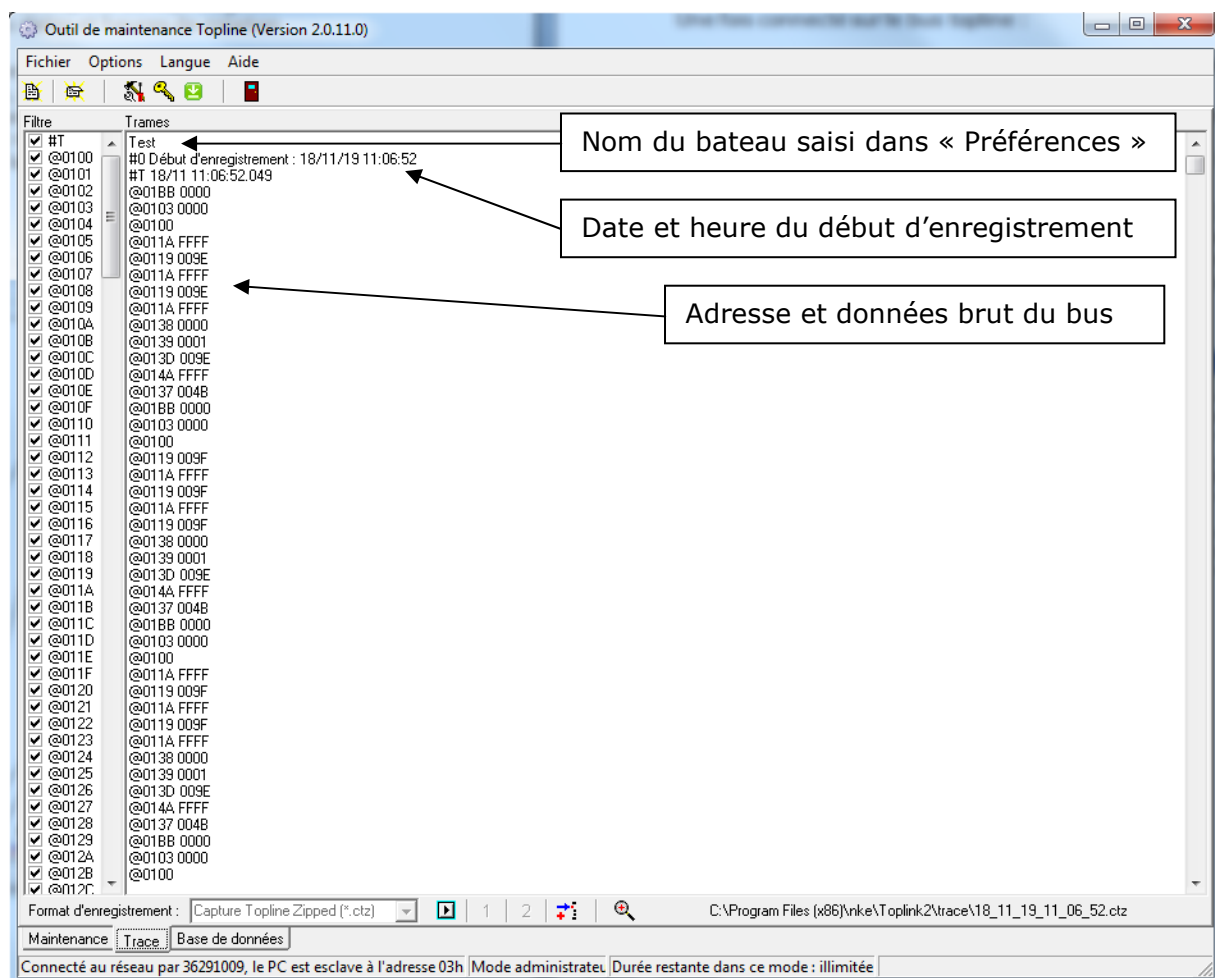 Outil de maintenance Topline (Version 2.0.11.0)
Fichier Options Langue Aide
Filtre
Trames
#T
@0100
@0101
@0102
@0103
@0104
@0105
@0106
@0107
@0108
@0109
@010A
@010B
@010C
@010D
@010E
@010F
@0110
@0111
@0112
@0113
@0114
@0115
@0116
@0117
@0118
@0119
@011A
@011B
@011C
@011D
@011E
@011F
@0120
@0121
@0122
@0123
@0124
@0125
@0126
@0127
@0128
@0129
@012A
@012B
@012C
Test
#0 Début d'enregistrement : 18/11/19 11:06:52
#T 18/11 11:06:52.049
@01BB 0000
@0103 0000
@0100
@011A FFFF
@0119 009E
@011A FFFF
@0119 009E
@011A FFFF
@0138 0000
@0139 0001
@013D 009E
@014A FFFF
@0137 004B
@01BB 0000
@0103 0000
@0100
@0119 009F
@011A FFFF
@0119 009F
@011A FFFF
@0119 009F
@0138 0000
@0139 0001
@013D 009E
@014A FFFF
@0137 004B
@01BB 0000
@0103 0000
@0100
@011A FFFF
@0119 009F
@011A FFFF
@0119 009F
@011A FFFF
@0138 0000
@0139 0001
@013D 009E
@014A FFFF
@0137 004B
@01BB 0000
@0103 0000
@0100
Nom du bateau saisi dans « Préférences »
Date et heure du début d’enregistrement
Adresse et données brut du bus
Format d'enregistrement : Capture Topline Zipped (*.ctz) 1 2 C:\Program Files (x86)\nke\Toplink2\trace\18_11_19_11_06_52.ctz
Maintenance Trace Base de données
Connecté au réseau par 36291009, le PC est esclave à l'adresse 03h Mode administrateu Durée restante dans ce mode : illimitée